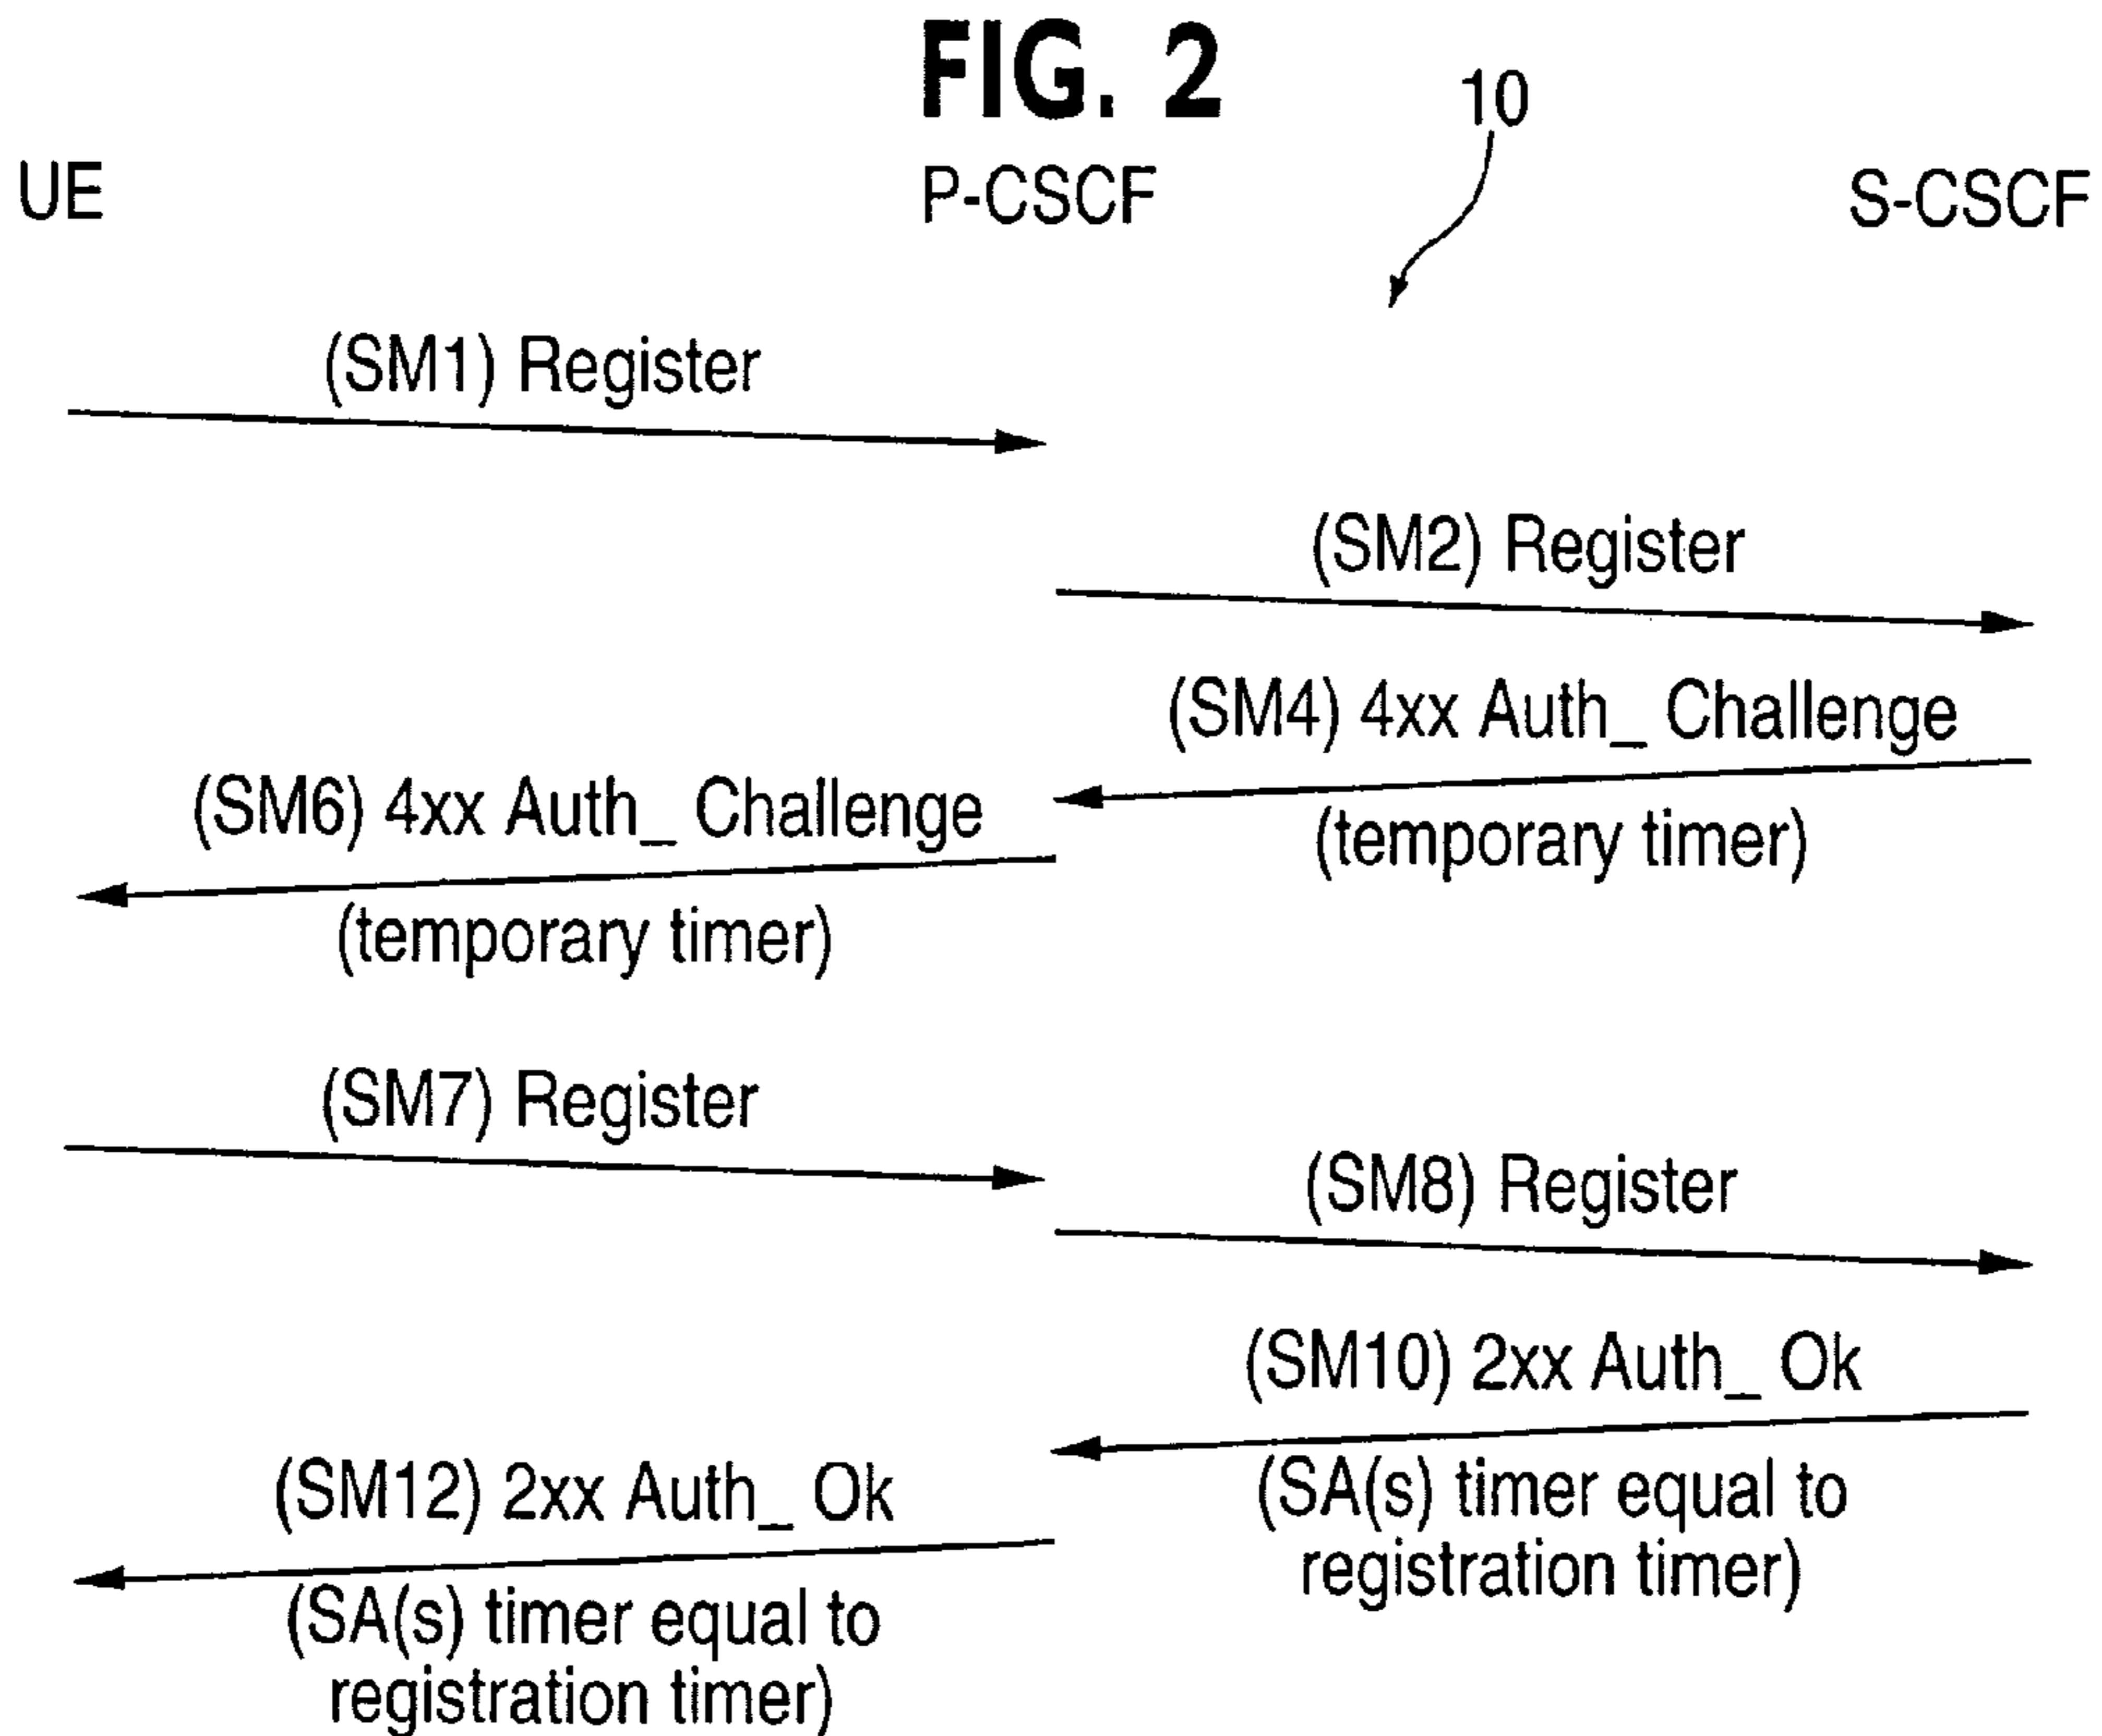 FIG. 2
10
UE
P-CSCF
S-CSCF
(SM1) Register
(SM2) Register
(SM4) 4xx Auth_ Challenge
(temporary timer)
(SM6) 4xx Auth_ Challenge
(temporary timer)
(SM7) Register
(SM8) Register
(SM10) 2xx Auth_ Ok
(SA(s) timer equal to
registration timer)
(SM12) 2xx Auth_ Ok
(SA(s) timer equal to
registration timer)